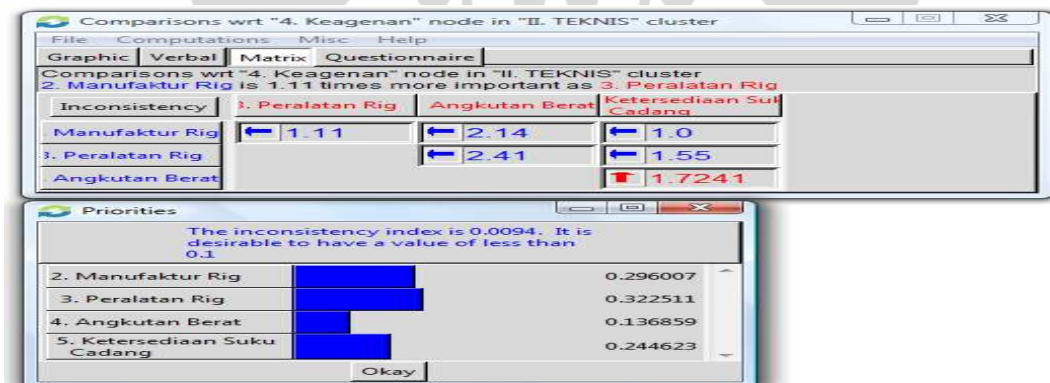 Comparisons wrt "4. Keagenan" node in "II. TEKNIS" cluster
File Computations Misc Help
Graphic Verbal Matrix Questionnaire
Comparisons wrt "4. Keagenan" node in "II. TEKNIS" cluster
2. Manufaktur Rig is 1.11 times more important as 3. Peralatan Rig
Inconsistency 3. Peralatan Rig Angkutan Berat Ketersediaan Suk
Cadang
Manufaktur Rig 1.11 2.14 1.0
3. Peralatan Rig 2.41 1.55
Angkutan Berat 1.7241
Priorities
The inconsistency index is 0.0094. It is
desirable to have a value of less than
0.1
2. Manufaktur Rig 0.296007
3. Peralatan Rig 0.322511
4. Angkutan Berat 0.136859
5. Ketersediaan Suku
Cadang 0.244623
Okay